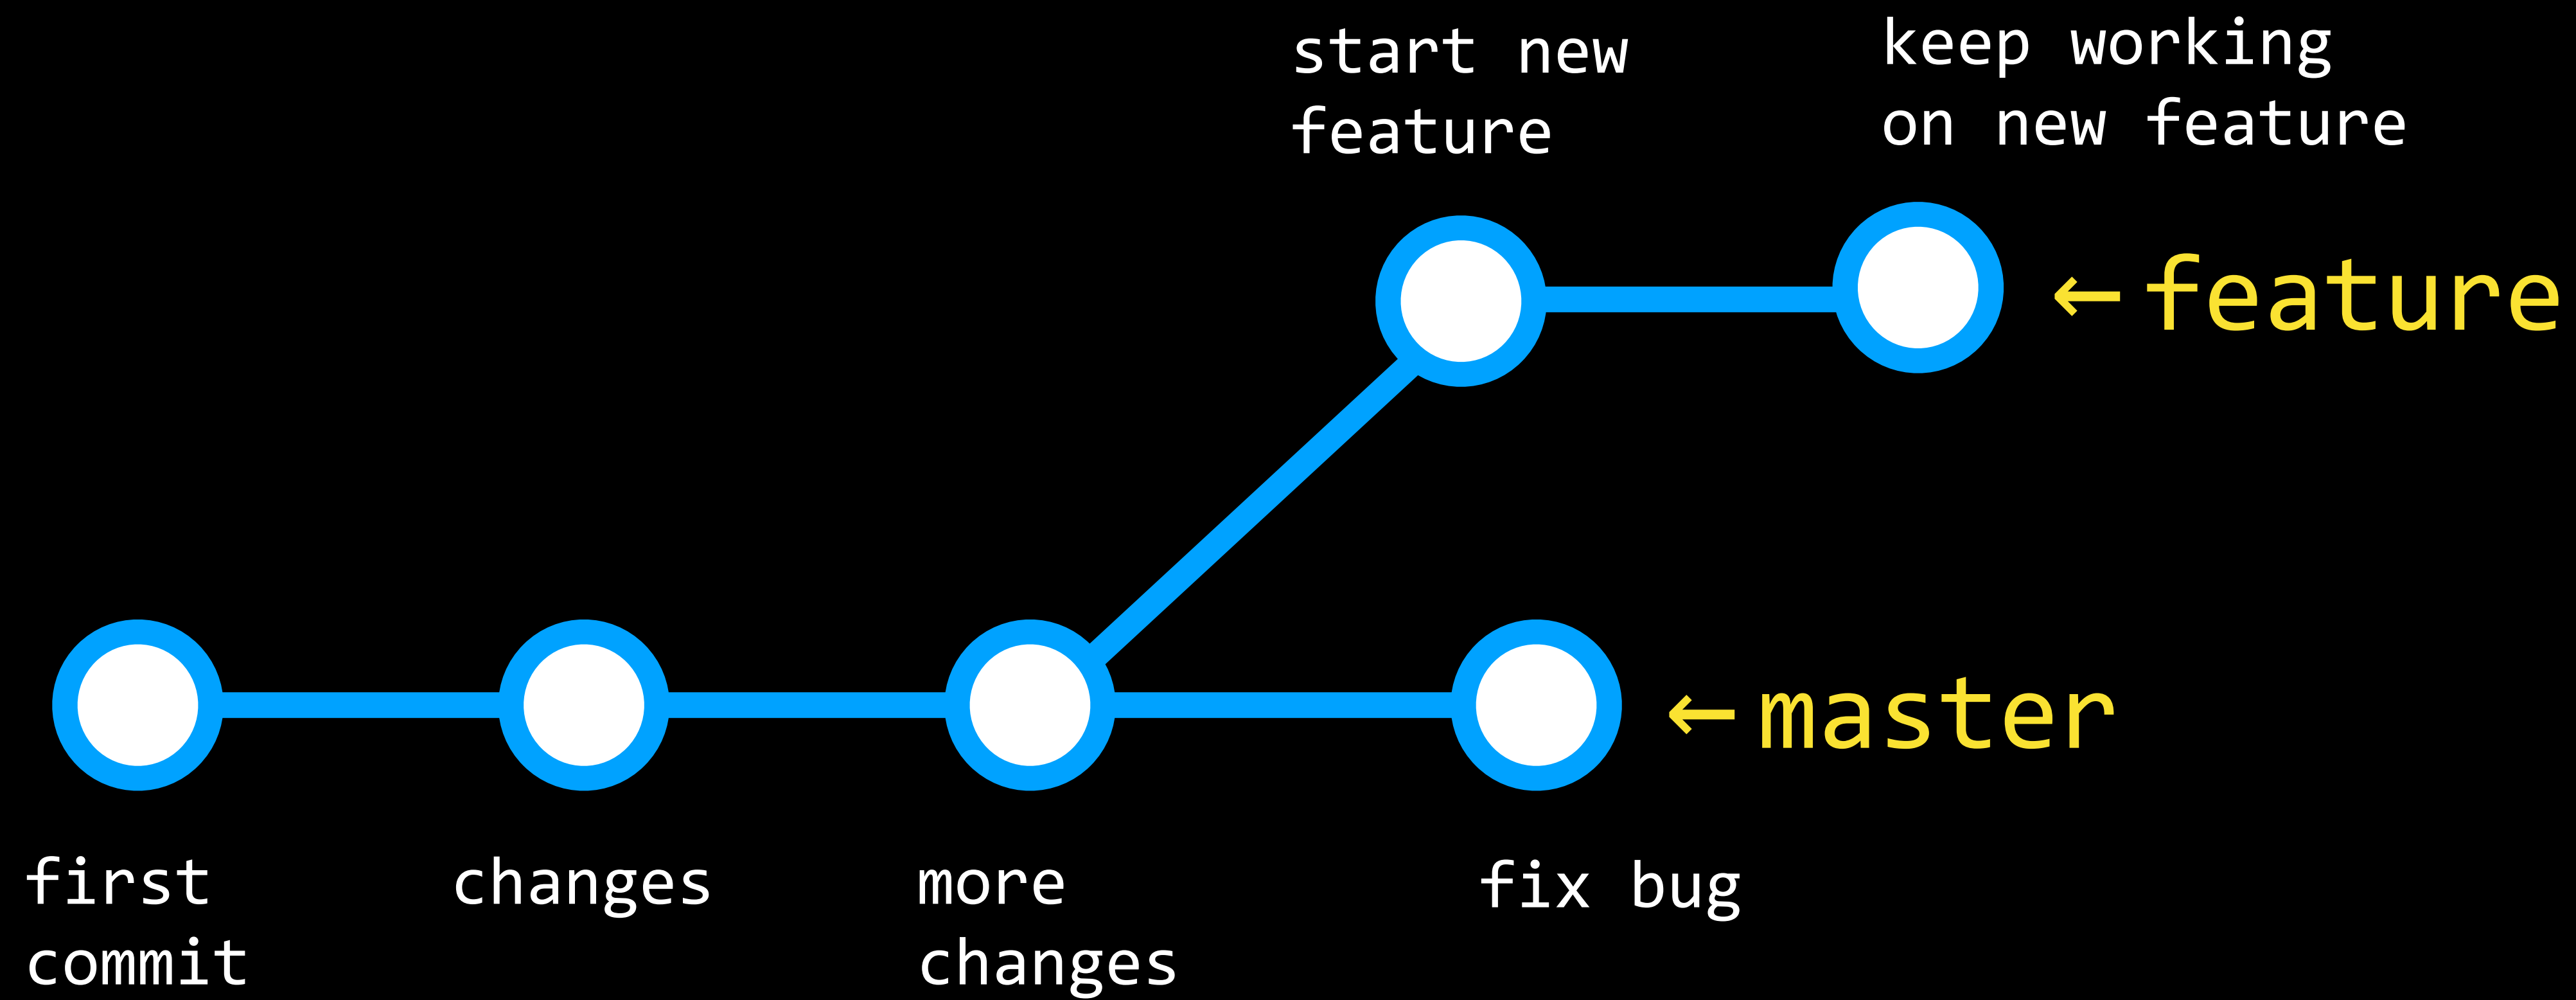 start new
feature
keep working
on new feature
← feature
← master
first
commit
changes
more
changes
fix bug